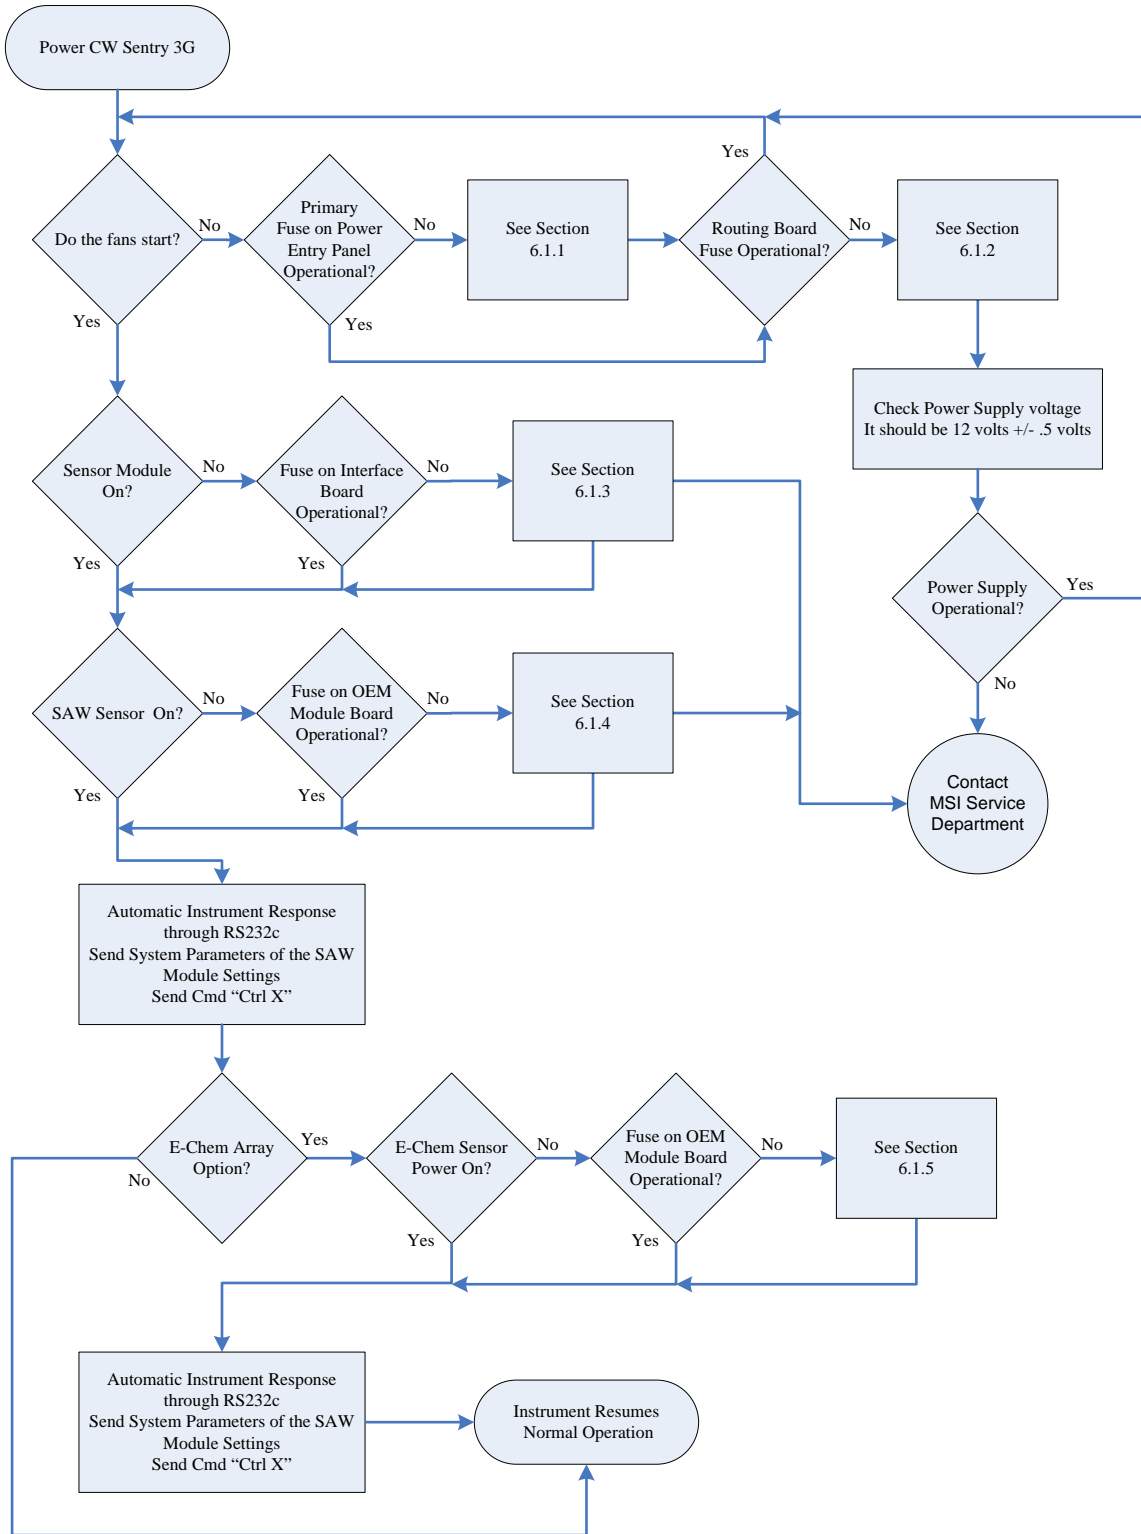 Power CW Sentry 3G
Do the fans start?
No
Yes
Primary
Fuse on Power
Entry Panel
Operational?
No
Yes
See Section
6.1.1
Yes
Routing Board
Fuse Operational?
No
See Section
6.1.2
Check Power Supply voltage
It should be 12 volts +/- .5 volts
Power Supply
Operational?
Yes
No
Contact
MSI Service
Department
Sensor Module
On?
No
Yes
Fuse on Interface
Board
Operational?
No
Yes
See Section
6.1.3
SAW Sensor On?
No
Yes
Fuse on OEM
Module Board
Operational?
No
Yes
See Section
6.1.4
Automatic Instrument Response
through RS232c
Send System Parameters of the SAW
Module Settings
Send Cmd “Ctrl X”
E-Chem Array
Option?
Yes
No
E-Chem Sensor
Power On?
No
Yes
Fuse on OEM
Module Board
Operational?
No
Yes
See Section
6.1.5
Automatic Instrument Response
through RS232c
Send System Parameters of the SAW
Module Settings
Send Cmd “Ctrl X”
Instrument Resumes
Normal Operation